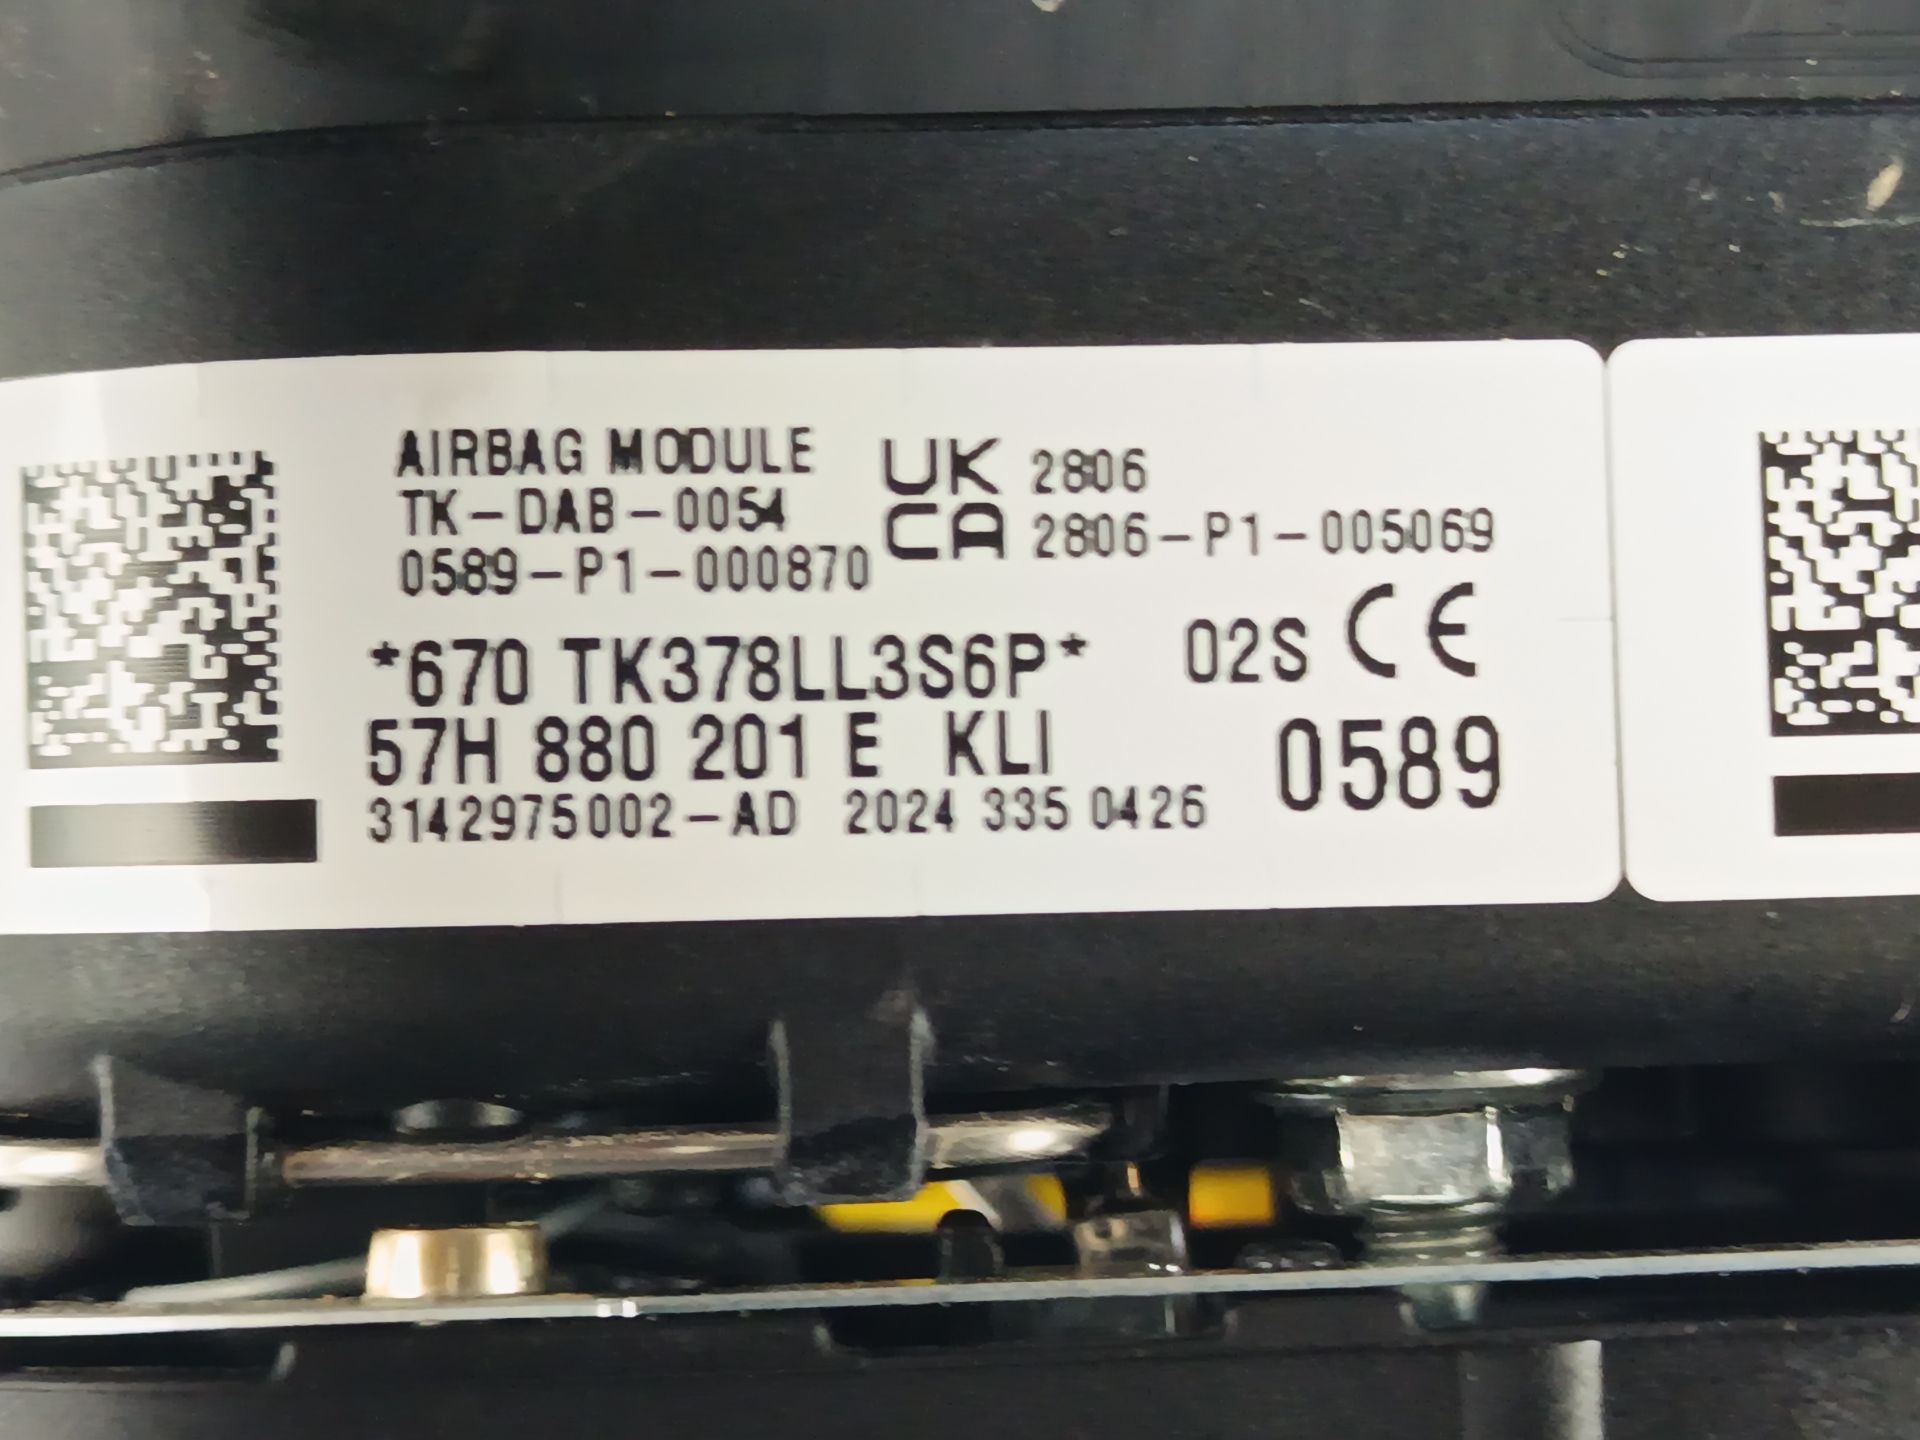 AIRBAG MODULE
TK-DAB-0054
0589-P1-000870
UK
CA
2806
2806-P1-005069
*670 TK378LL3S6P*
02S CE
57H 880 201 E KLI
0589
3142975002-AD 2024 335 0426